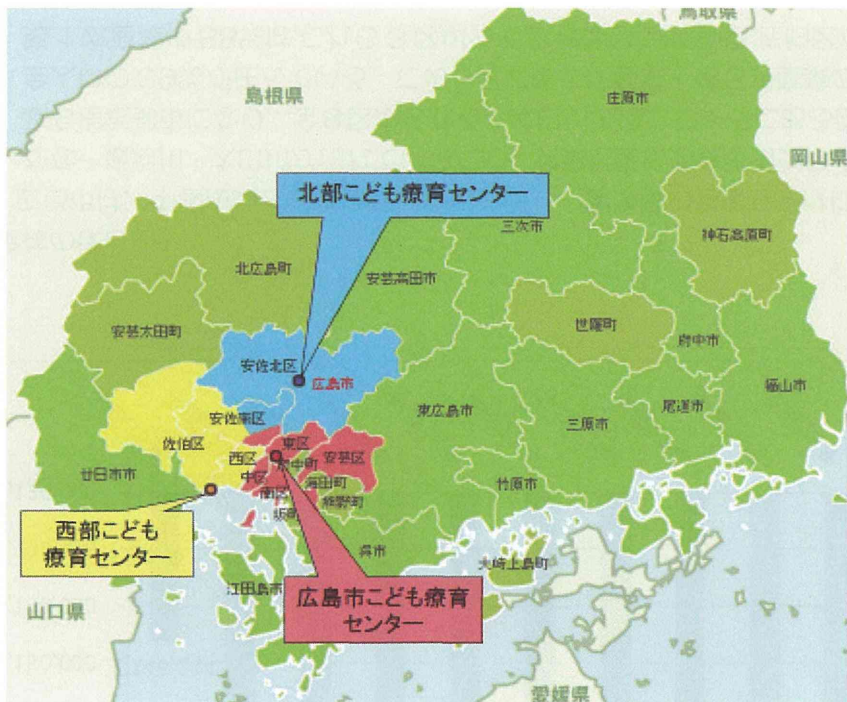 鳥取県
島根県
庄原市
岡山県
北部こども療育センター
三次市
神石高原町
北広島町
安芸高田市
安芸太田町
世羅町
府中市
安佐北区
広島市
福山市
東広島市
尾道市
安佐南区
三原市
佐伯区
西区
東区
安芸区
府中町
廿日市市
中区
海田町
南区
熊野町
竹原市
坂町
西部こども
療育センター
呉市
大崎上島町
江田島市
広島市こども療育
センター
山口県
愛媛県